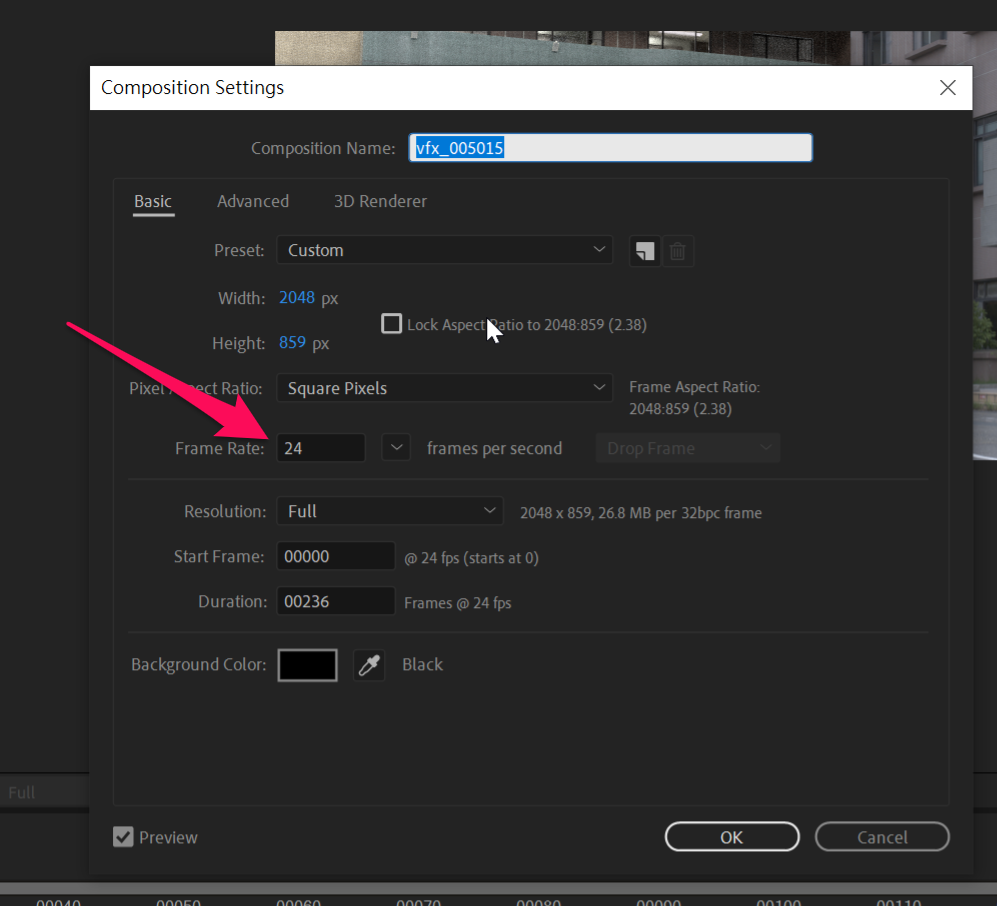 Composition Settings
Composition Name: vfx_005015
Basic Advanced 3D Renderer
Preset: Custom
Width: 2048 px
Lock Aspect Ratio to 2048:859 (2.38)
Height: 859 px
Pixel Aspect Ratio: Square Pixels
Frame Aspect Ratio:
2048:859 (2.38)
Frame Rate: 24 frames per second Drop Frame
Resolution: Full 2048 x 859, 26.8 MB per 32bpc frame
Start Frame: 00000 @ 24 fps (starts at 0)
Duration: 00236 Frames @ 24 fps
Background Color: Black
Full
Preview OK Cancel
00040 00050 00060 00070 00080 00090 00100 00110